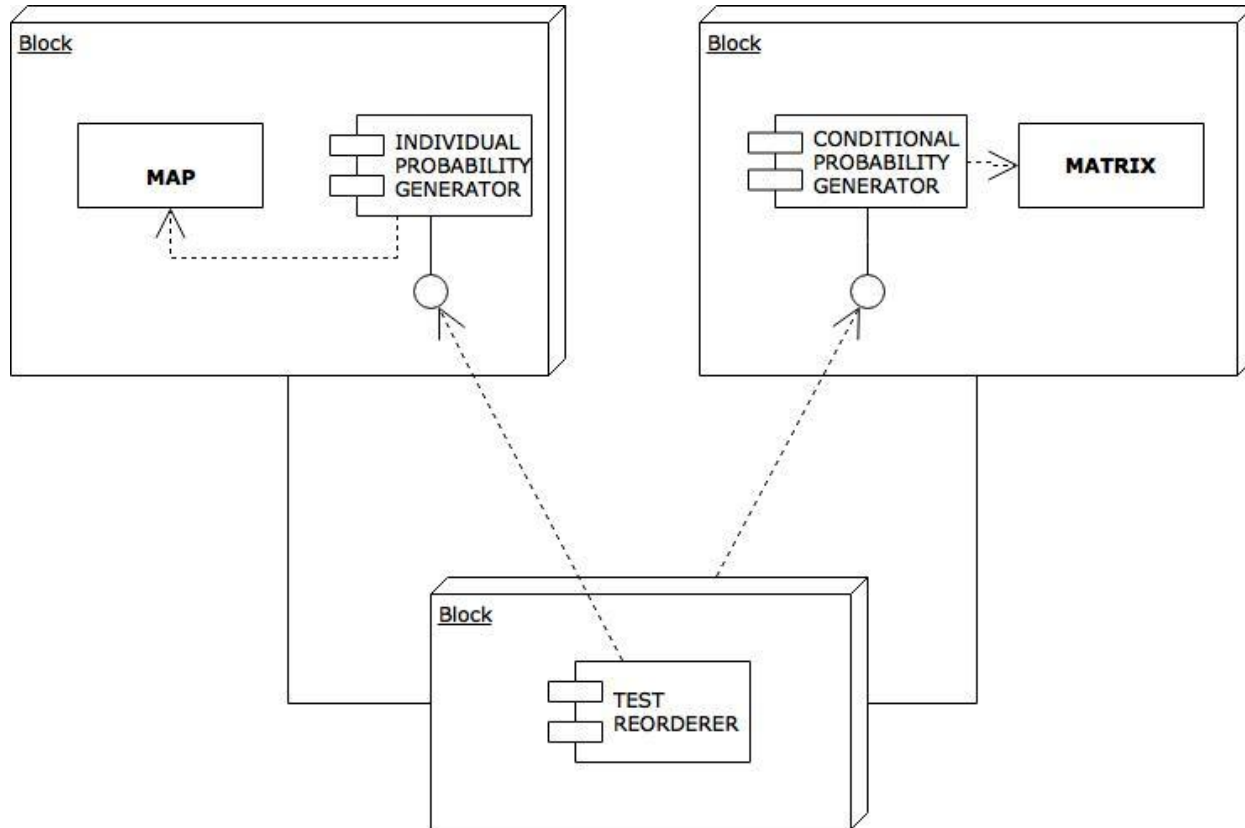 Block
MAP
INDIVIDUAL
PROBABILITY
GENERATOR
Block
CONDITIONAL
PROBABILITY
GENERATOR
MATRIX
Block
TEST
REORDERER